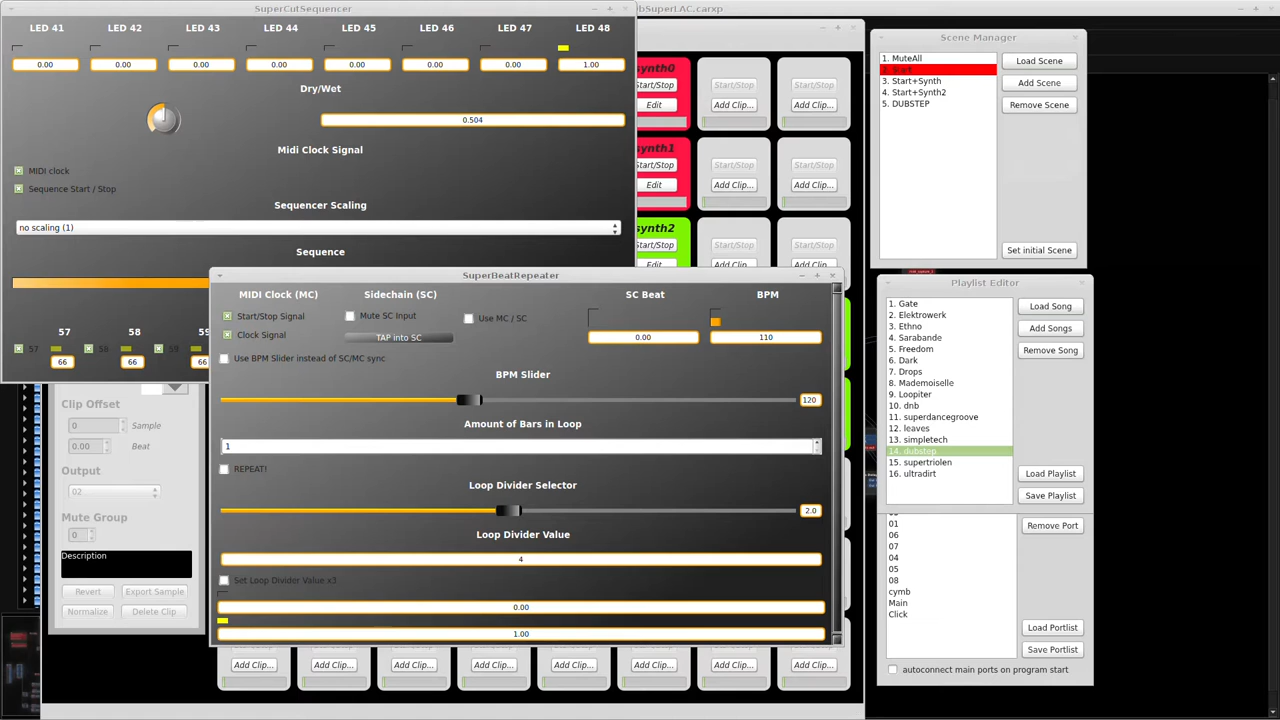 SuperCutSequencer
LED 41 LED 42 LED 43 LED 44 LED 45 LED 46 LED 47 LED 48
0.00 0.00 0.00 0.00 0.00 0.00 0.00 1.00
Dry/Wet
0.504
Midi Clock Signal
MIDI clock
Sequence Start / Stop
Sequencer Scaling
no scaling (1)
Sequence
57 58 59
57 58 59
66 66 66
SuperLAC.carxp
synth0
Start/Stop Start/Stop Start/Stop
Edit Add Clip... Add Clip...
synth1
Start/Stop Start/Stop Start/Stop
Edit Add Clip... Add Clip...
synth2
Start/Stop Start/Stop Start/Stop
Edit Add Clip... Add Clip...
SuperBeatRepeater
MIDI Clock (MC) Sidechain (SC) SC Beat BPM
Start/Stop Signal Mute SC Input Use MC / SC
Clock Signal TAP into SC 0.00 110
Use BPM Slider instead of SC/MC sync
BPM Slider
120
Amount of Bars in Loop
1
REPEAT!
Loop Divider Selector
2.0
Loop Divider Value
4
Set Loop Divider Value x3
0.00
1.00
Clip Offset
0 Sample
0.00 Beat
Output
02
Mute Group
0
Description
Revert Export Sample
Normalize Delete Clip
Add Clip... Add Clip... Add Clip... Add Clip... Add Clip... Add Clip... Add Clip... Add Clip...
Scene Manager
1. MuteAll
2. Start
3. Start+Synth
4. Start+Synth2
5. DUBSTEP
Load Scene
Add Scene
Remove Scene
Set initial Scene
Playlist Editor
1. Gate
2. Elektrowerk
3. Ethno
4. Sarabande
5. Freedom
6. Dark
7. Drops
8. Mademoiselle
9. Loopiter
10. dnb
11. superdancegroove
12. leaves
13. simpletech
14. dubstep
15. supertriolen
16. ultradirt
Load Song
Add Songs
Remove Song
Load Playlist
Save Playlist
01
06
07
04
05
08
cymb
Main
Click
Remove Port
Load Portlist
Save Portlist
autoconnect main ports on program start